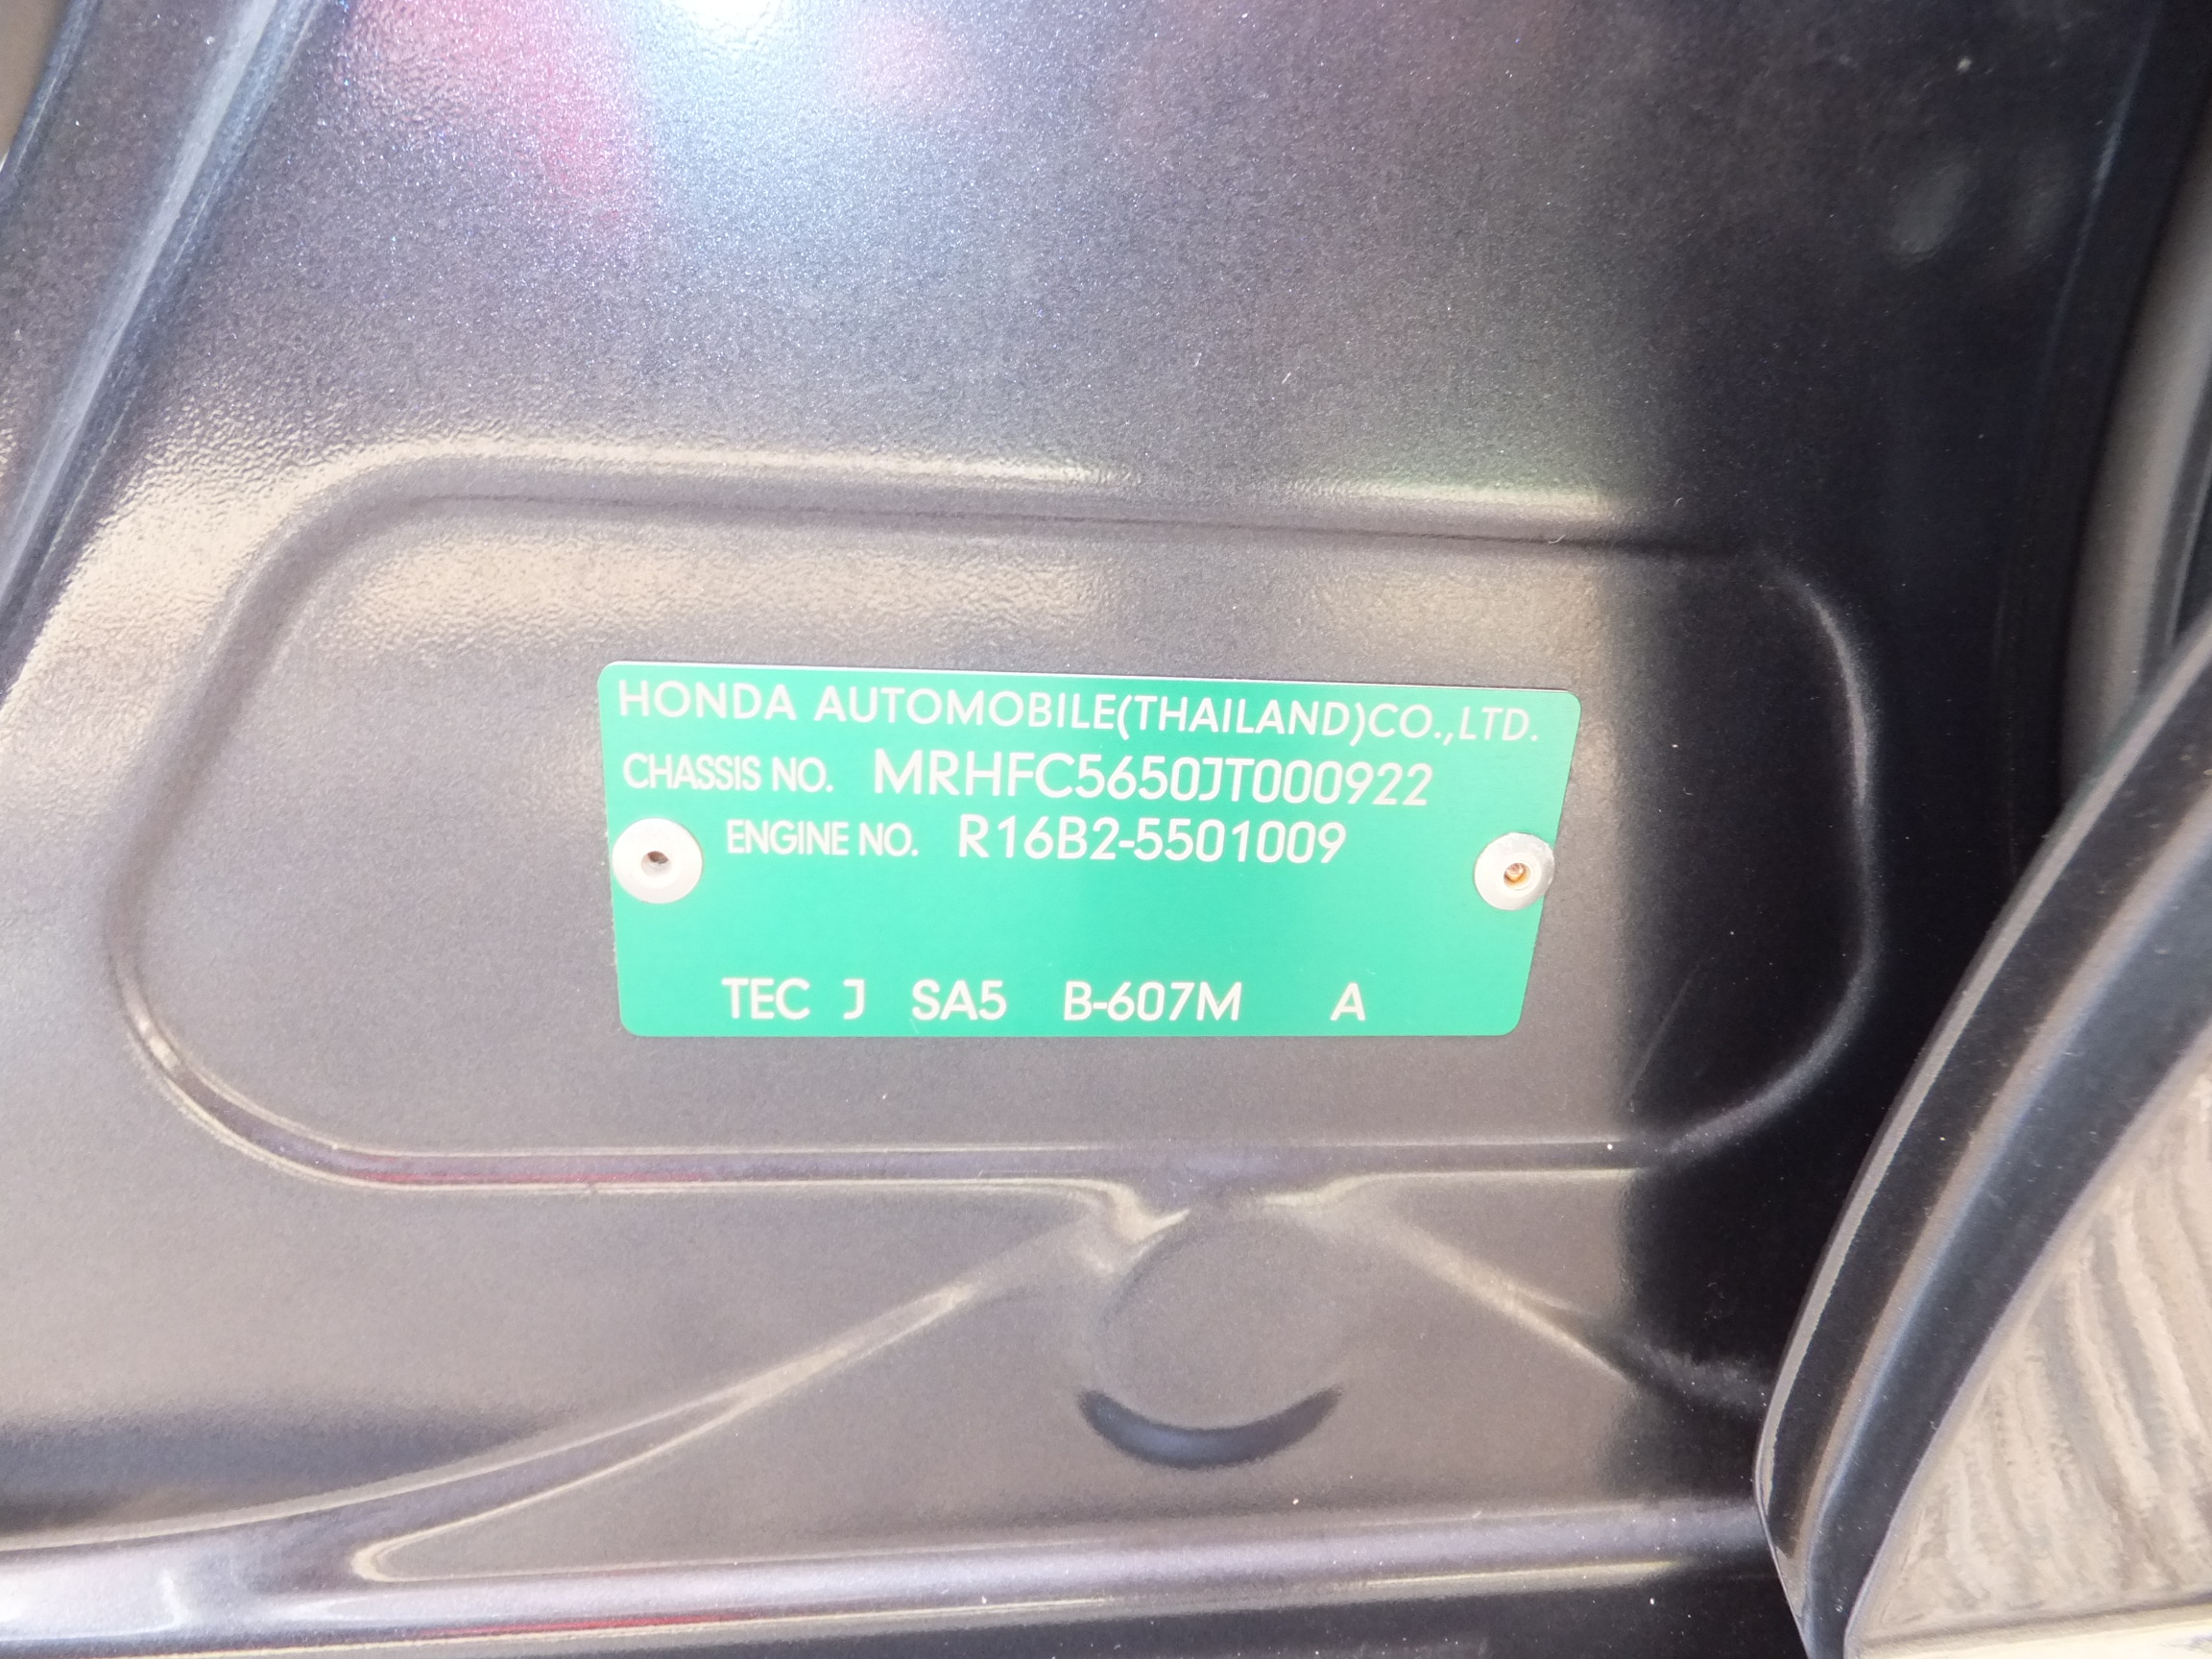 HONDA AUTOMOBILE(THAILAND)CO.,LTD.
CHASSIS NO. MRHFC5650JT000922
ENGINE NO. R16B2-5501009
TEC J SA5 B-607M A